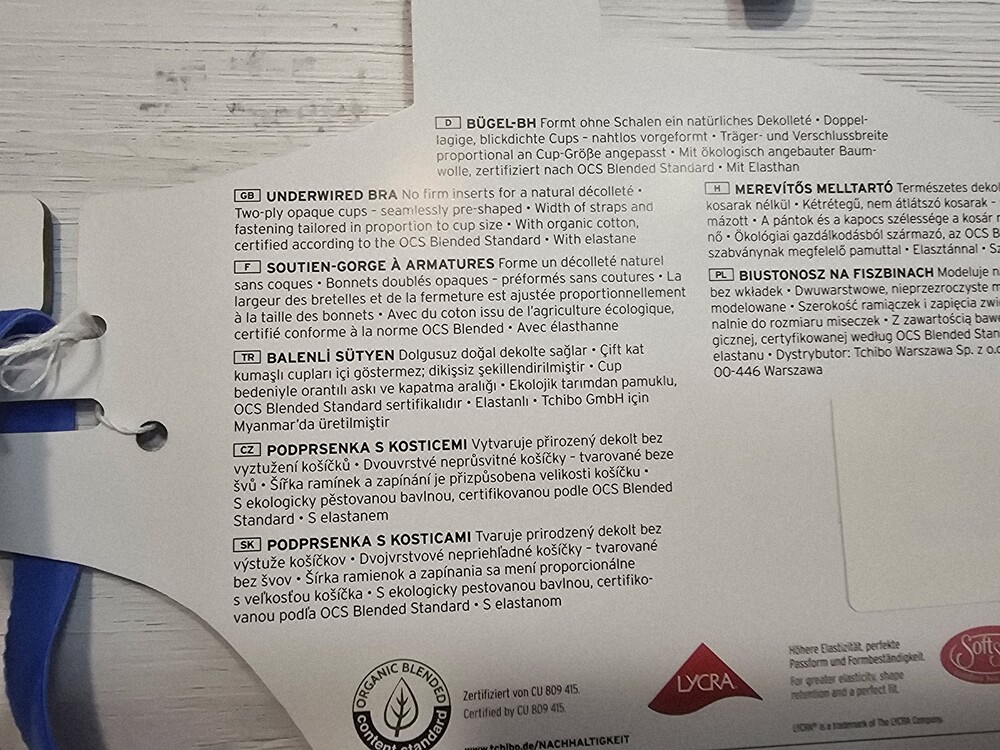 D BÜGEL-BH Formt ohne Schalen ein natürliches Dekolleté • Doppel-
lagige, blickdichte Cups – nahtlos vorgeformt • Träger- und Verschlussbreite
proportional an Cup-Größe angepasst • Mit ökologisch angebauter Baum-
wolle, zertifiziert nach OCS Blended Standard • Mit Elasthan
GB UNDERWIRED BRA No firm inserts for a natural décolleté •
Two-ply opaque cups – seamlessly pre-shaped • Width of straps and
fastening tailored in proportion to cup size • With organic cotton,
certified according to the OCS Blended Standard • With elastane
F SOUTIEN-GORGE À ARMATURES Forme un décolleté naturel
sans coques • Bonnets doublés opaques – préformés sans coutures • La
largeur des bretelles et de la fermeture est ajustée proportionnellement
à la taille des bonnets • Avec du coton issu de l'agriculture écologique,
certifié conforme à la norme OCS Blended • Avec élasthanne
TR BALENLİ SÜTYEN Dolgusuz doğal dekolte sağlar • Çift kat
kumaşlı cupları içi göstermez; dikişsiz şekillendirilmiştir • Cup
bedeniyle orantılı askı ve kapatma aralığı • Ekolojik tarımdan pamuklu,
OCS Blended Standard sertifikalıdır • Elastanlı • Tchibo GmbH için
Myanmar'da üretilmiştir
CZ PODPRSENKA S KOSTICEMI Vytvaruje přirozený dekolt bez
vyztužení košíčků • Dvouvrstvé neprůsvitné košíčky – tvarované beze
švů • Šířka ramínek a zapínání je přizpůsobena velikosti košíčku •
S ekologicky pěstovanou bavlnou, certifikovanou podle OCS Blended
Standard • S elastanem
SK PODPRSENKA S KOSTICAMI Tvaruje prirodzený dekolt bez
výstuže košíčkov • Dvojvrstvové nepriehľadné košíčky – tvarované
bez švov • Šírka ramienok a zapínania sa mení proporcionálne
s veľkosťou košíčka • S ekologicky pestovanou bavlnou, certifiko-
vanou podľa OCS Blended Standard • S elastanom
H MEREVÍTŐS MELLTARTÓ Természetes
kosarak nélkül • Kétrétegű, nem átlátszó kosarak –
mázott • A pántok és a kapocs szélessége a kosár
nő • Ökológiai gazdálkodásból származó, az OCS
szabványnak megfelelő pamuttal • Elasztánnal •
PL BIUSTONOSZ NA FISZBINACH Modeluje
bez wkładek • Dwuwarstwowe, nieprzezroczyste
modelowane • Szerokość ramiączek i zapięcia
nalnie do rozmiaru miseczek • Z zawartością
gicznej, certyfikowanej według OCS Blended
elastanu • Dystrybutor: Tchibo Warszawa Sp. z o.o
00-446 Warszawa
ORGANIC BLENDED
content standard
Zertifiziert von CU 809 415.
Certified by CU 809 415.
www.tchibo.de/NACHHALTIGKEIT
LYCRA
Höhere Elastizität, perfekte
Passform und Formbeständigkeit.
For greater elasticity, shape
retention and a perfect fit.
LYCRA® is a trademark of The LYCRA Company